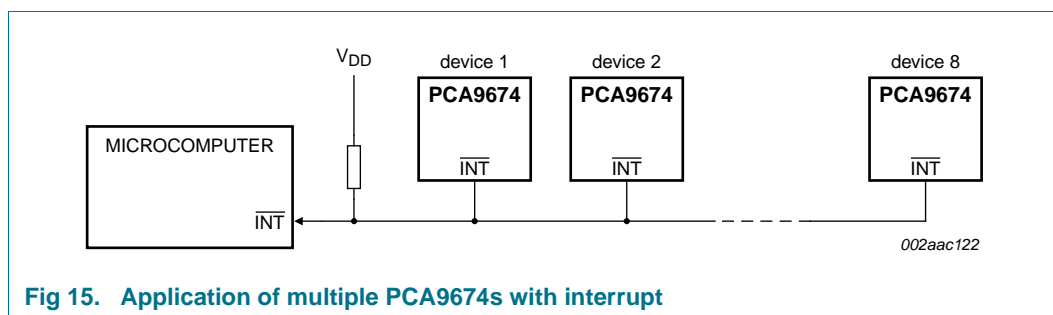 VDD
device 1
device 2
device 8
PCA9674
PCA9674
PCA9674
MICROCOMPUTER
INT
INT
INT
INT
002aac122
Fig 15. Application of multiple PCA9674s with interrupt